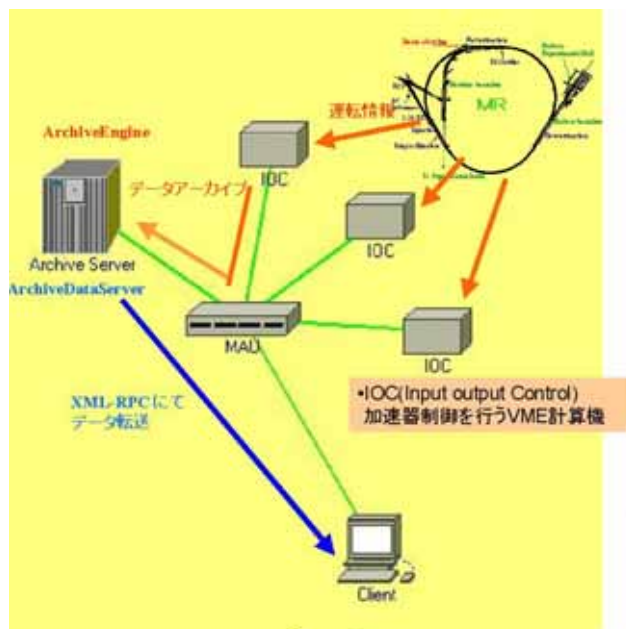 MR
運転情報
ArchiveEngine
IOC
データアーカイブ
IOC
Archive Server
ArchiveDataServer
MAU
IOC
XML-RPCにて
データ転送
•IOC(Input output Control)
加速器制御を行うVME計算機
Client